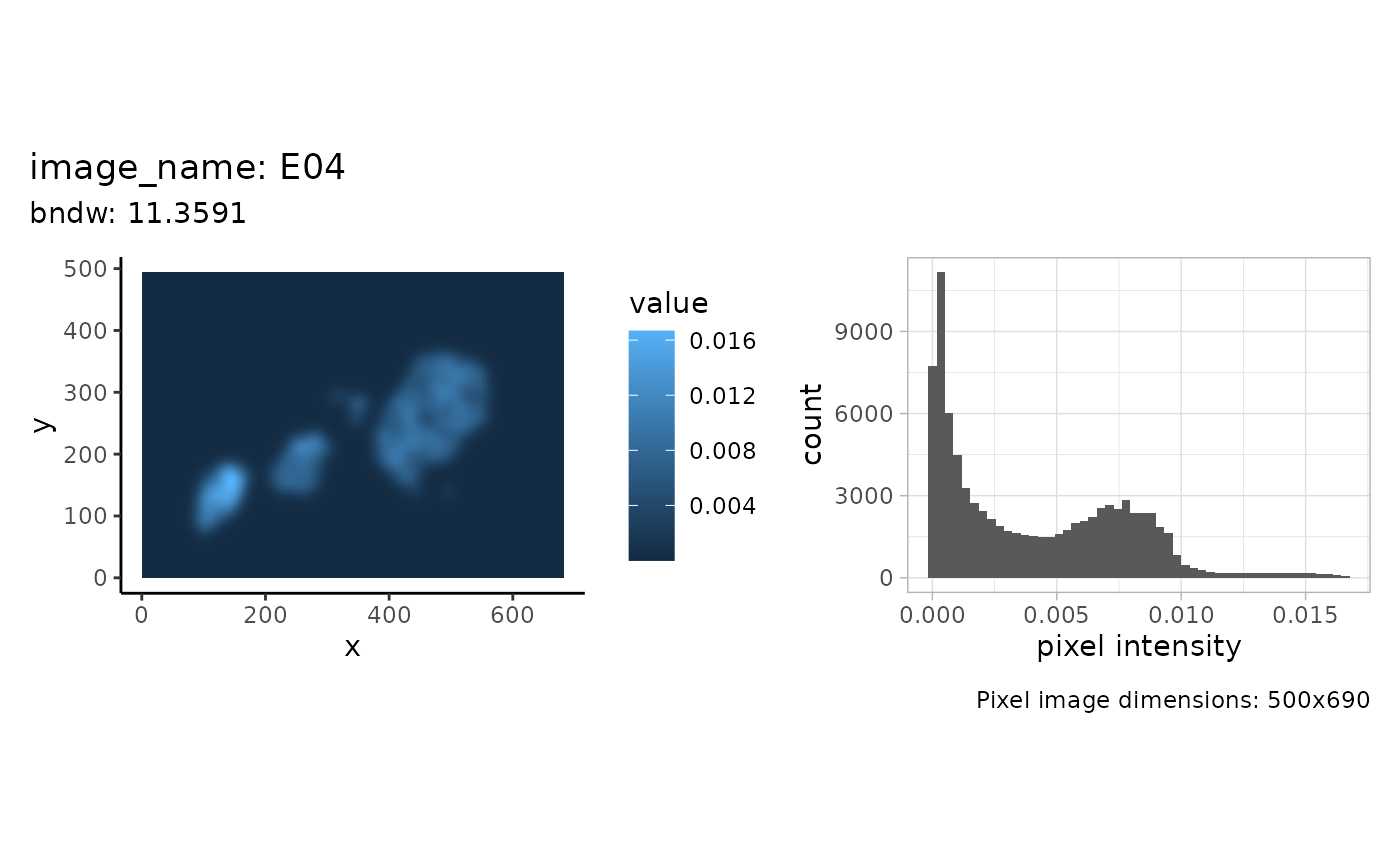 image_name: E04
bndw: 11.3591
500
400
300
200
100
0
y
0 200 400 600
x
value
0.016
0.012
0.008
0.004
count
9000
6000
3000
0
0.000 0.005 0.010 0.015
pixel intensity
Pixel image dimensions: 500x690